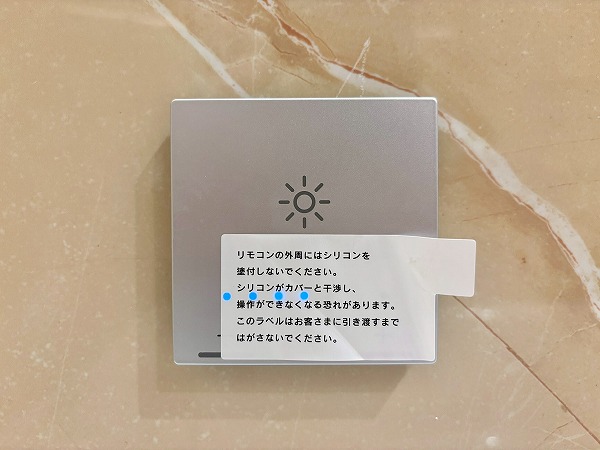 リモコンの外周にはシリコンを
塗付しないでください。
シリコンがカバーと干渉し、
操作ができなくなる恐れがあります。
このラベルはお客さまに引き渡すまで
はがさないでください。